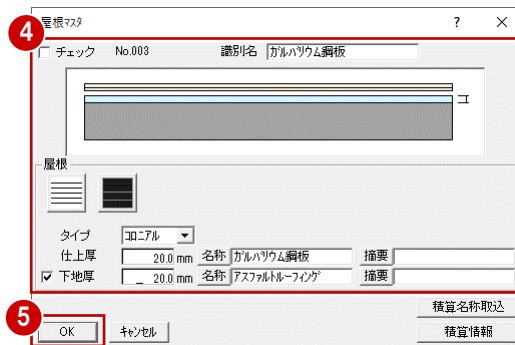 屋根ﾏｽﾀ ? ×
4
チェック No.003 識別名 ｶﾞﾙﾊﾞﾘｳﾑ鋼板
屋根
タイプ ｺﾛﾆｱﾙ
仕上厚 20.0 mm 名称 ｶﾞﾙﾊﾞﾘｳﾑ鋼板 摘要
下地厚 20.0 mm 名称 ｱｽﾌｧﾙﾄﾙｰﾌｨﾝｸﾞ 摘要
積算名称取込
5
OK ｷｬﾝｾﾙ 積算情報